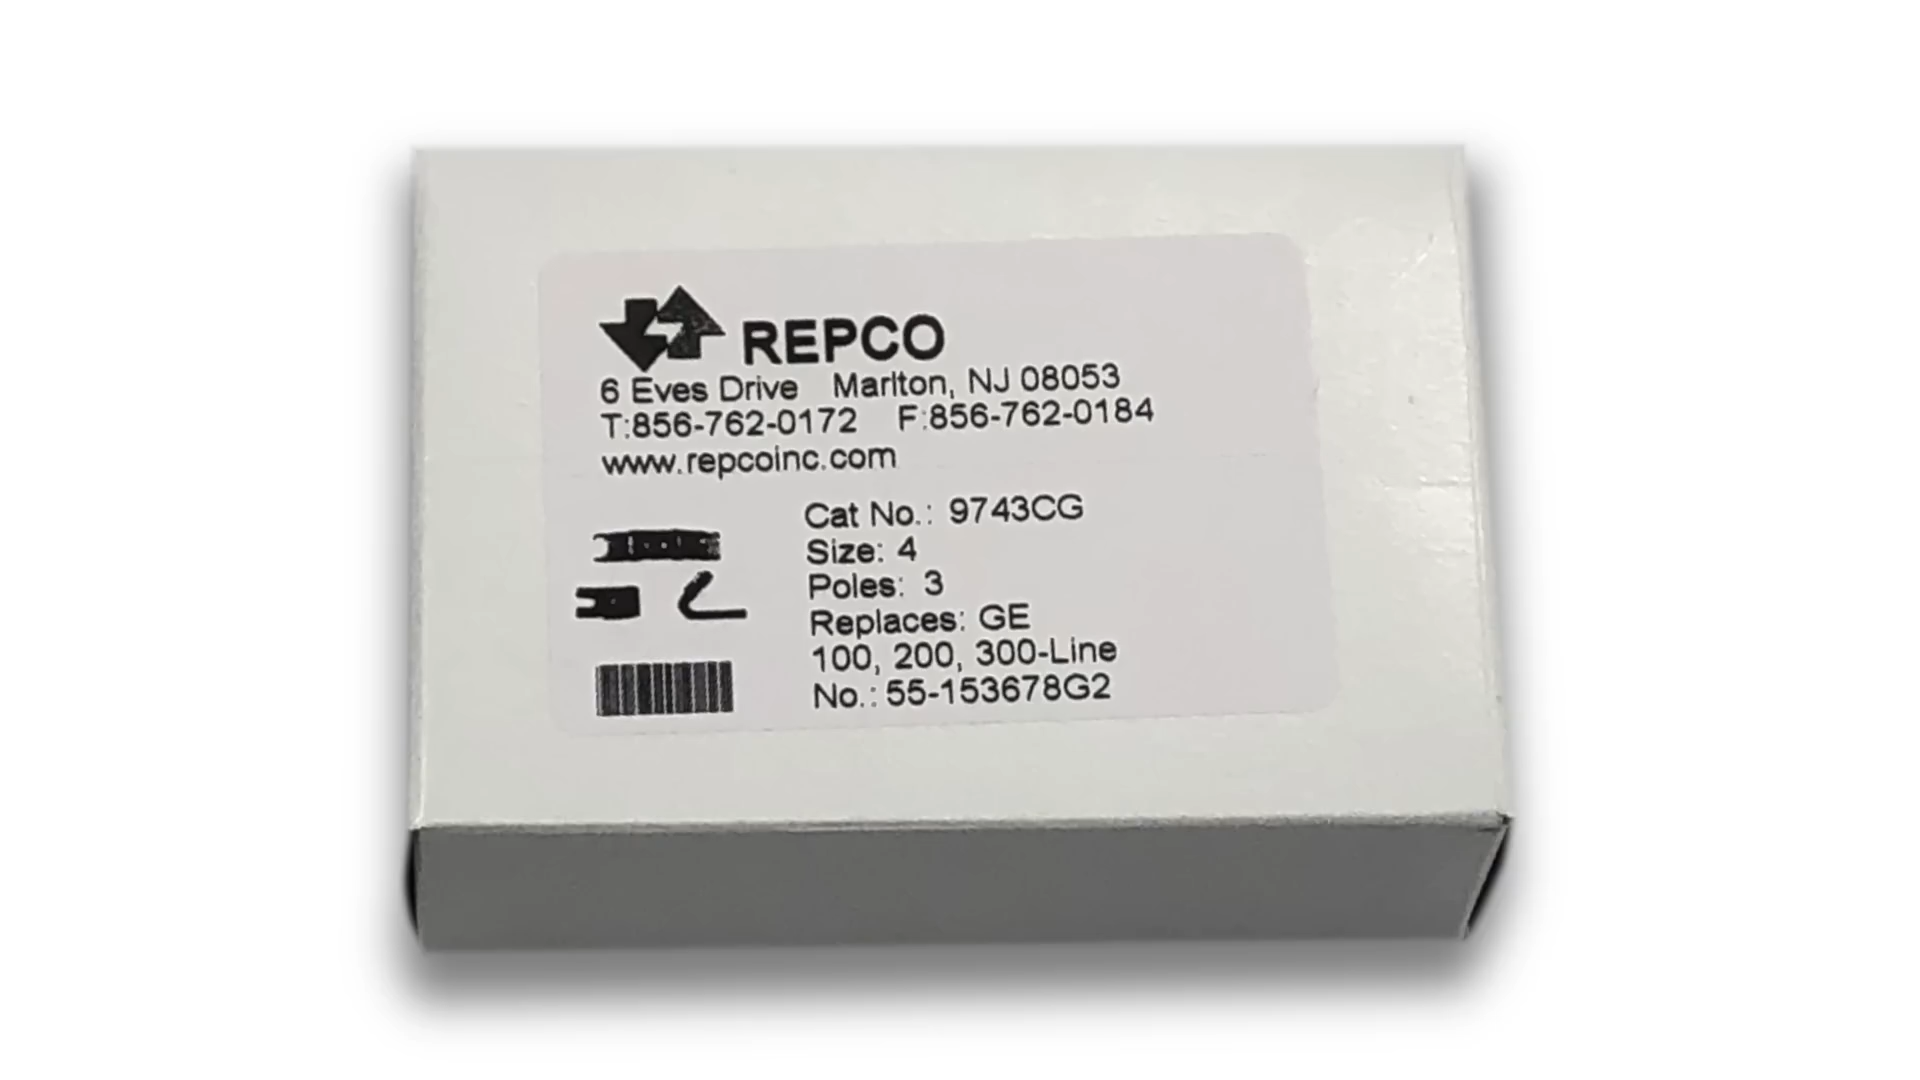 REPCO
6 Eves Drive Marlton, NJ 08053
T:856-762-0172 F:856-762-0184
www.repcoinc.com
Cat No.: 9743CG
Size: 4
Poles: 3
Replaces: GE
100, 200, 300-Line
No.: 55-153678G2